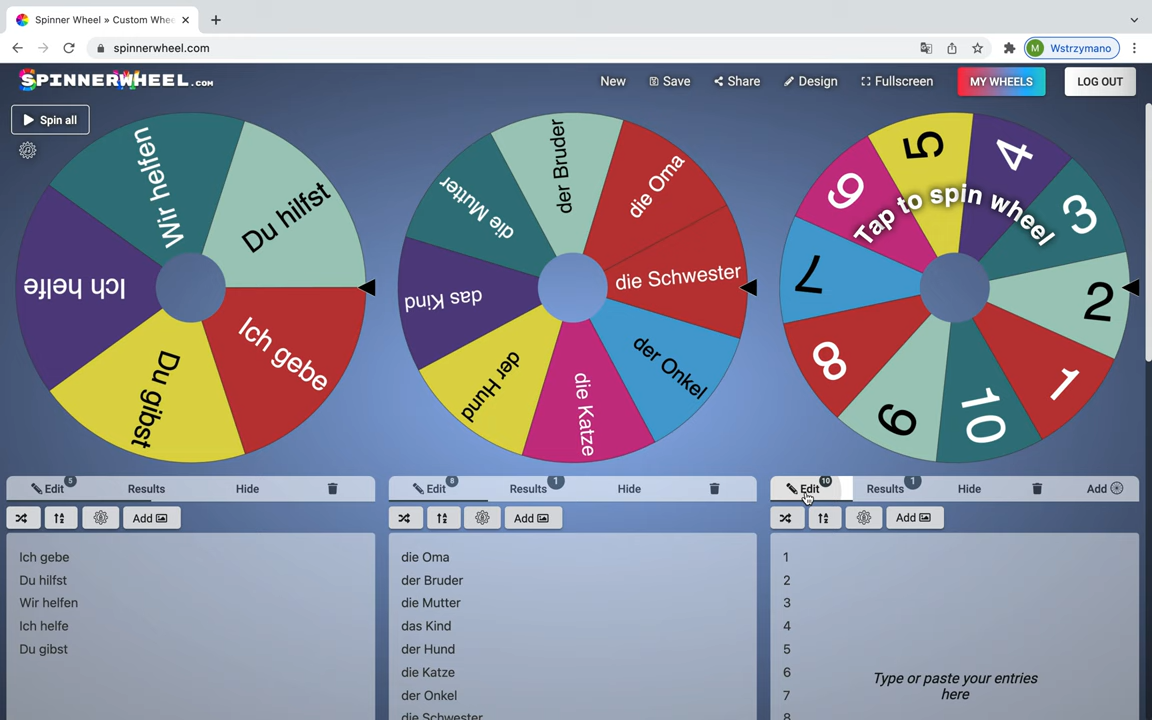 Spinner Wheel » Custom Whee
spinnerwheel.com
M Wstrzymano
SPINNERWHEEL.COM
New Save Share Design Fullscreen MY WHEELS LOG OUT
Spin all
Wir helfen
Du hilfst
Ich helfe
Ich gebe
Du gibst
der Bruder
die Oma
die Mutter
die Schwester
das Kind
der Onkel
der Hund
die Katze
5
4
6
3
Tap to spin wheel
7
2
8
1
9
10
Edit 5 Results Hide
Edit 8 Results 1 Hide
Edit 10 Results 1 Hide Add
Add
Add
Add
Ich gebe
Du hilfst
Wir helfen
Ich helfe
Du gibst
die Oma
der Bruder
die Mutter
das Kind
der Hund
die Katze
der Onkel
die Schwester
1
2
3
4
5
6
7
8
Type or paste your entries
here